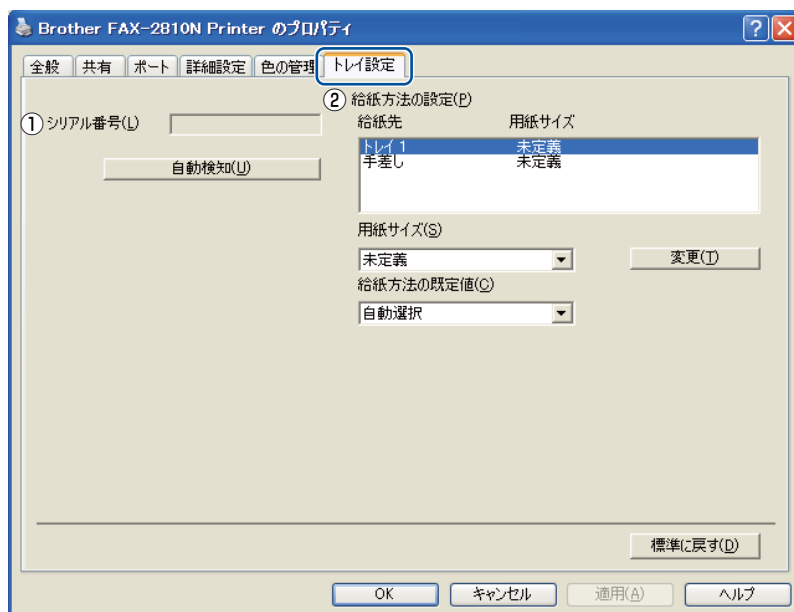 Brother FAX-2810N Printer のプロパティ
全般 共有 ポート 詳細設定 色の管理 トレイ設定
② 給紙方法の設定(P)
① シリアル番号(L)
給紙先 用紙サイズ
トレイ 1 未定義
手差し 未定義
自動検知(U)
用紙サイズ(S)
未定義
変更(T)
給紙方法の既定値(C)
自動選択
標準に戻す(D)
OK キャンセル 適用(A) ヘルプ